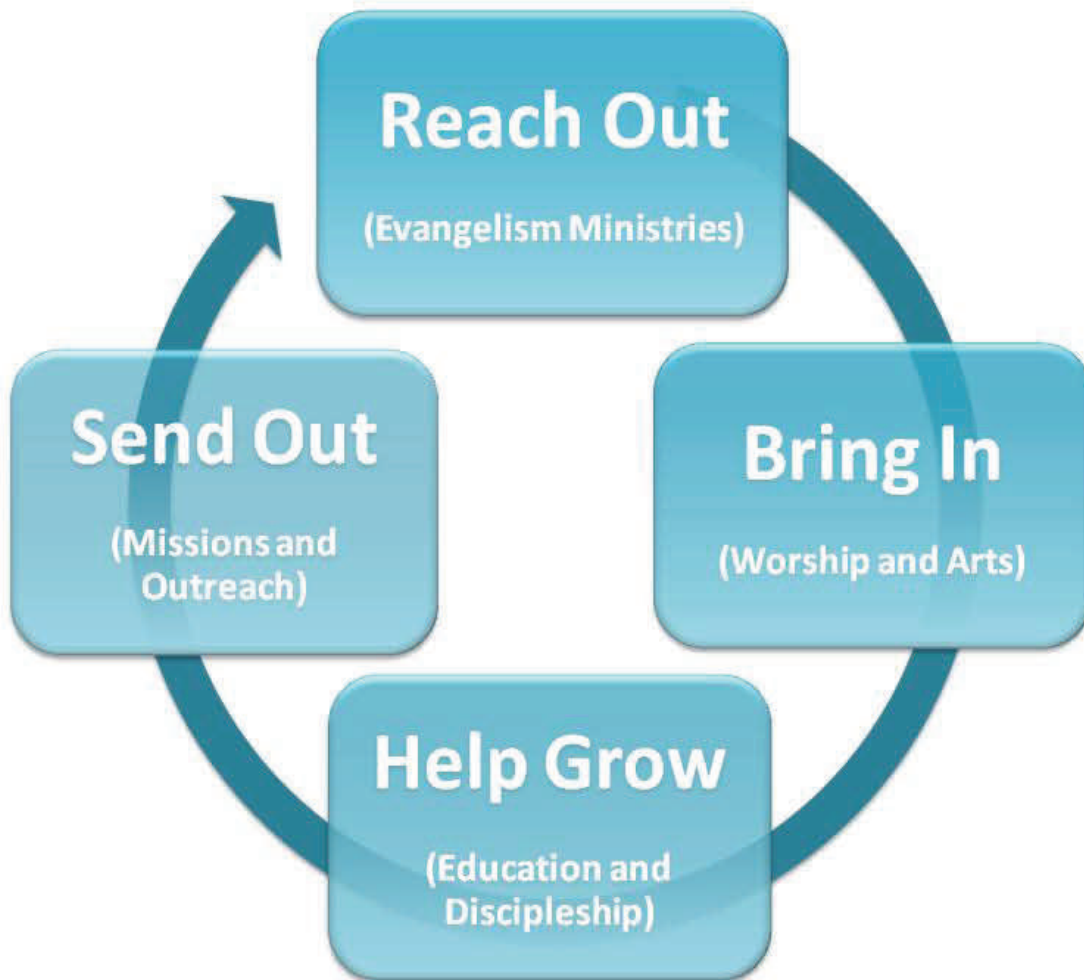 Reach Out
(Evangelism Ministries)
Bring In
(Worship and Arts)
Help Grow
(Education and
Discipleship)
Send Out
(Missions and
Outreach)